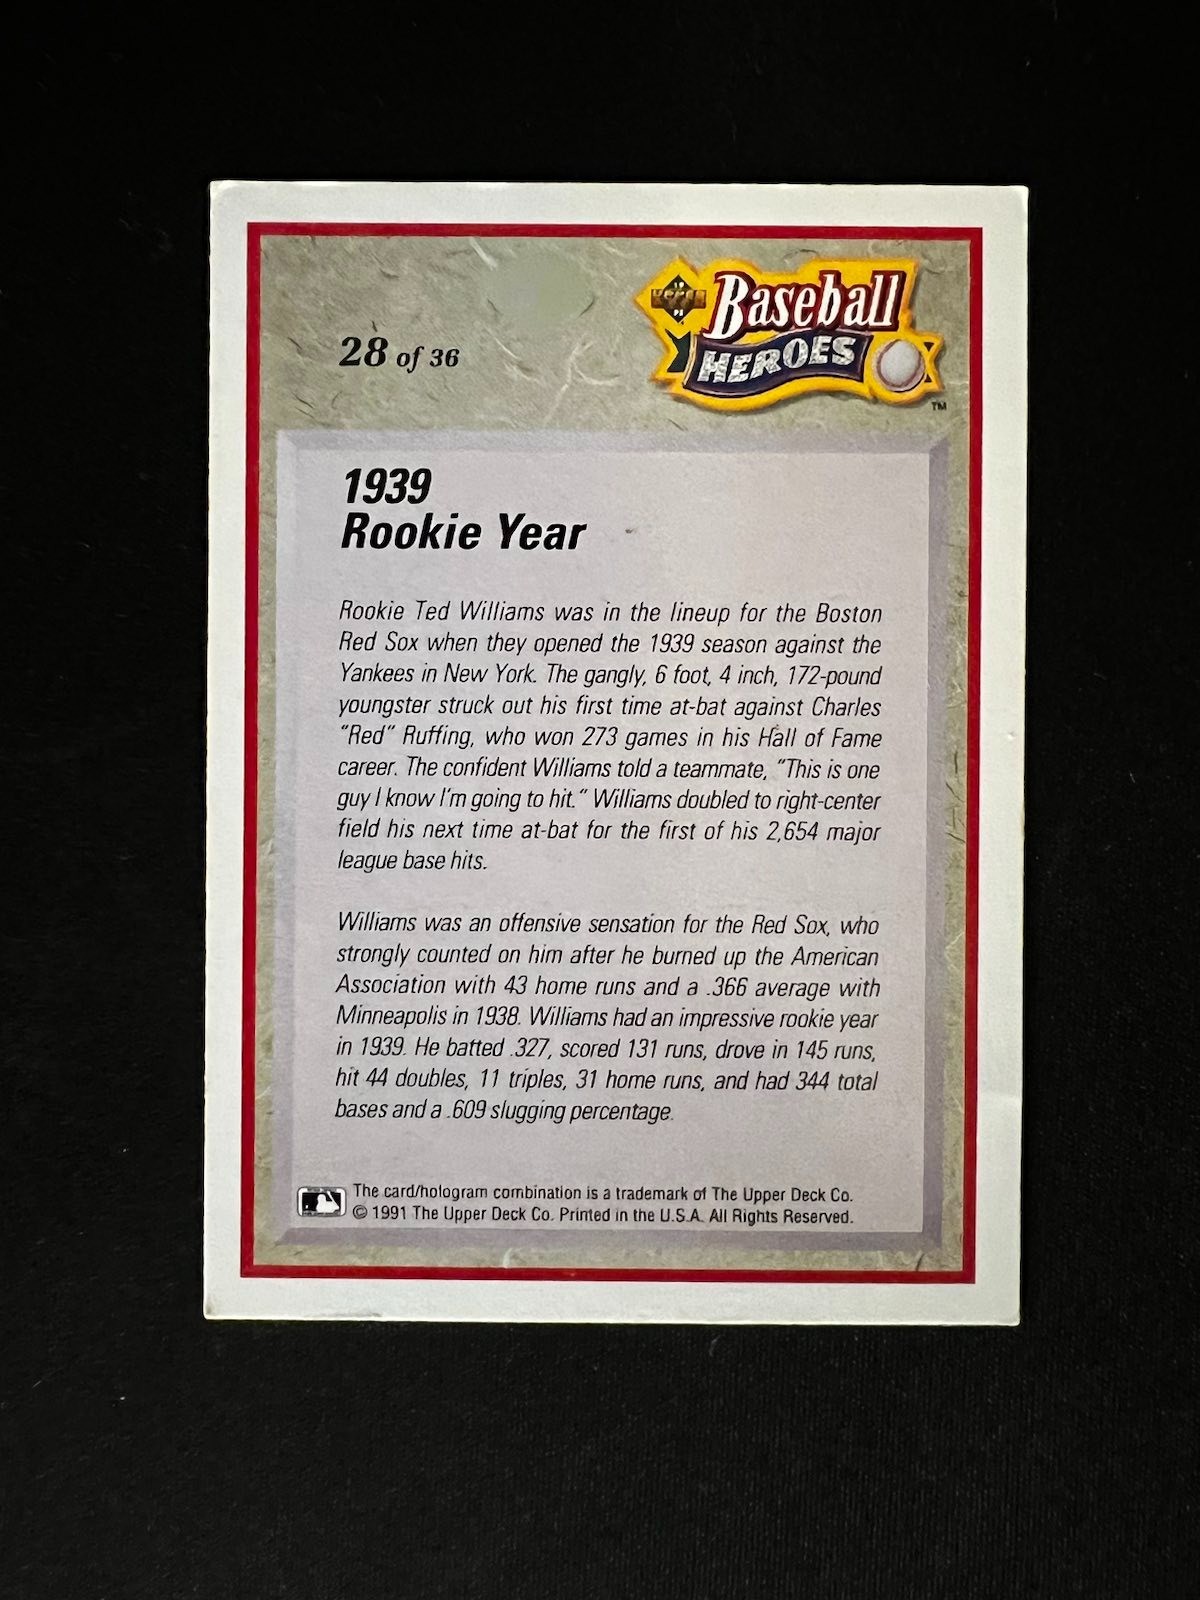 28 of 36
UPPER
Baseball
HEROES
TM
1939
Rookie Year
Rookie Ted Williams was in the lineup for the Boston
Red Sox when they opened the 1939 season against the
Yankees in New York. The gangly, 6 foot, 4 inch, 172-pound
youngster struck out his first time at-bat against Charles
"Red" Ruffing, who won 273 games in his Hall of Fame
career. The confident Williams told a teammate, "This is one
guy I know I'm going to hit." Williams doubled to right-center
field his next time at-bat for the first of his 2,654 major
league base hits.
Williams was an offensive sensation for the Red Sox, who
strongly counted on him after he burned up the American
Association with 43 home runs and a .366 average with
Minneapolis in 1938. Williams had an impressive rookie year
in 1939. He batted .327, scored 131 runs, drove in 145 runs,
hit 44 doubles, 11 triples, 31 home runs, and had 344 total
bases and a .609 slugging percentage.
The card/hologram combination is a trademark of The Upper Deck Co.
© 1991 The Upper Deck Co. Printed in the U.S.A. All Rights Reserved.